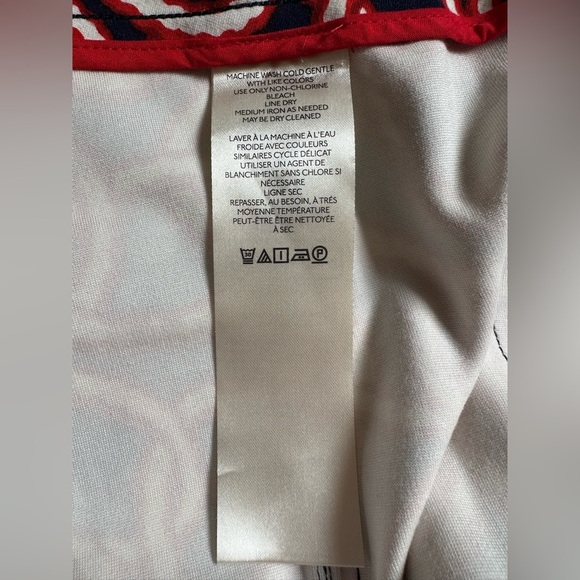 MACHINE WASH COLD GENTLE
WITH LIKE COLORS
USE ONLY NON-CHLORINE
BLEACH
LINE DRY
MEDIUM IRON AS NEEDED
MAY BE DRY CLEANED
LAVER À LA MACHINE À L'EAU
FROIDE AVEC COULEURS
SIMILAIRES CYCLE DÉLICAT
UTILISER UN AGENT DE
BLANCHIMENT SANS CHLORE SI
NÉCESSAIRE
LIGNE SEC
REPASSER, AU BESOIN, À TRÉS
MOYENNE TEMPÉRATURE
PEUT-ÊTRE ÊTRE NETTOYÉE
À SEC
30 P